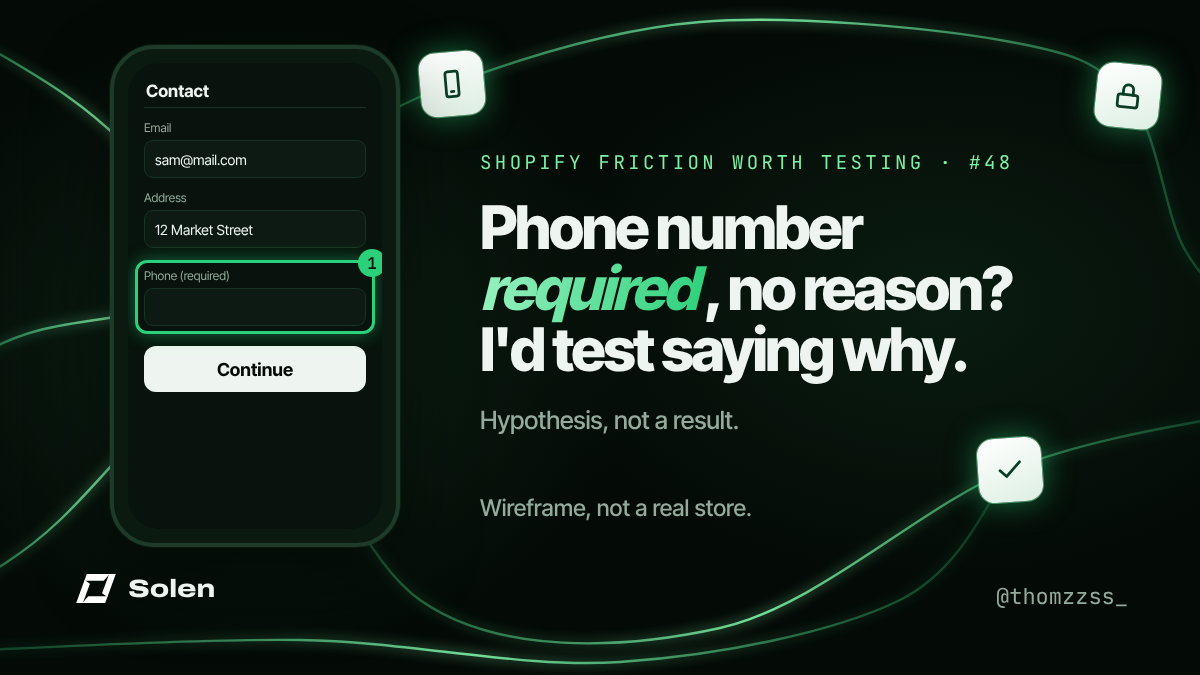 Contact
Email
sam@mail.com
Address
12 Market Street
1
Phone (required)
Continue
SHOPIFY FRICTION WORTH TESTING · #48
Phone number
required, no reason?
I'd test saying why.
Hypothesis, not a result.
Wireframe, not a real store.
Solen
@thomzzss_